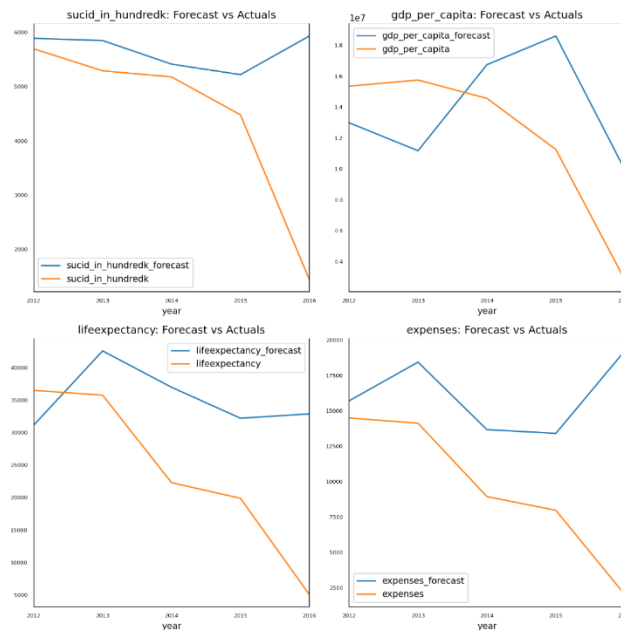 sucid_in_hundredk: Forecast vs Actuals
6000
5000
4000
3000
2000
sucid_in_hundredk_forecast
sucid_in_hundredk
2012 2013 2014 2015 2016
year
gdp_per_capita: Forecast vs Actuals
1e7
1.8
1.6
1.4
1.2
1.0
0.8
0.6
0.4
gdp_per_capita_forecast
gdp_per_capita
2012 2013 2014 2015 201
year
lifeexpectancy: Forecast vs Actuals
40000
35000
30000
25000
20000
15000
10000
5000
lifeexpectancy_forecast
lifeexpectancy
2012 2013 2014 2015 2016
year
expenses: Forecast vs Actuals
20000
17500
15000
12500
10000
7500
5000
2500
expenses_forecast
expenses
2012 2013 2014 2015 201
year